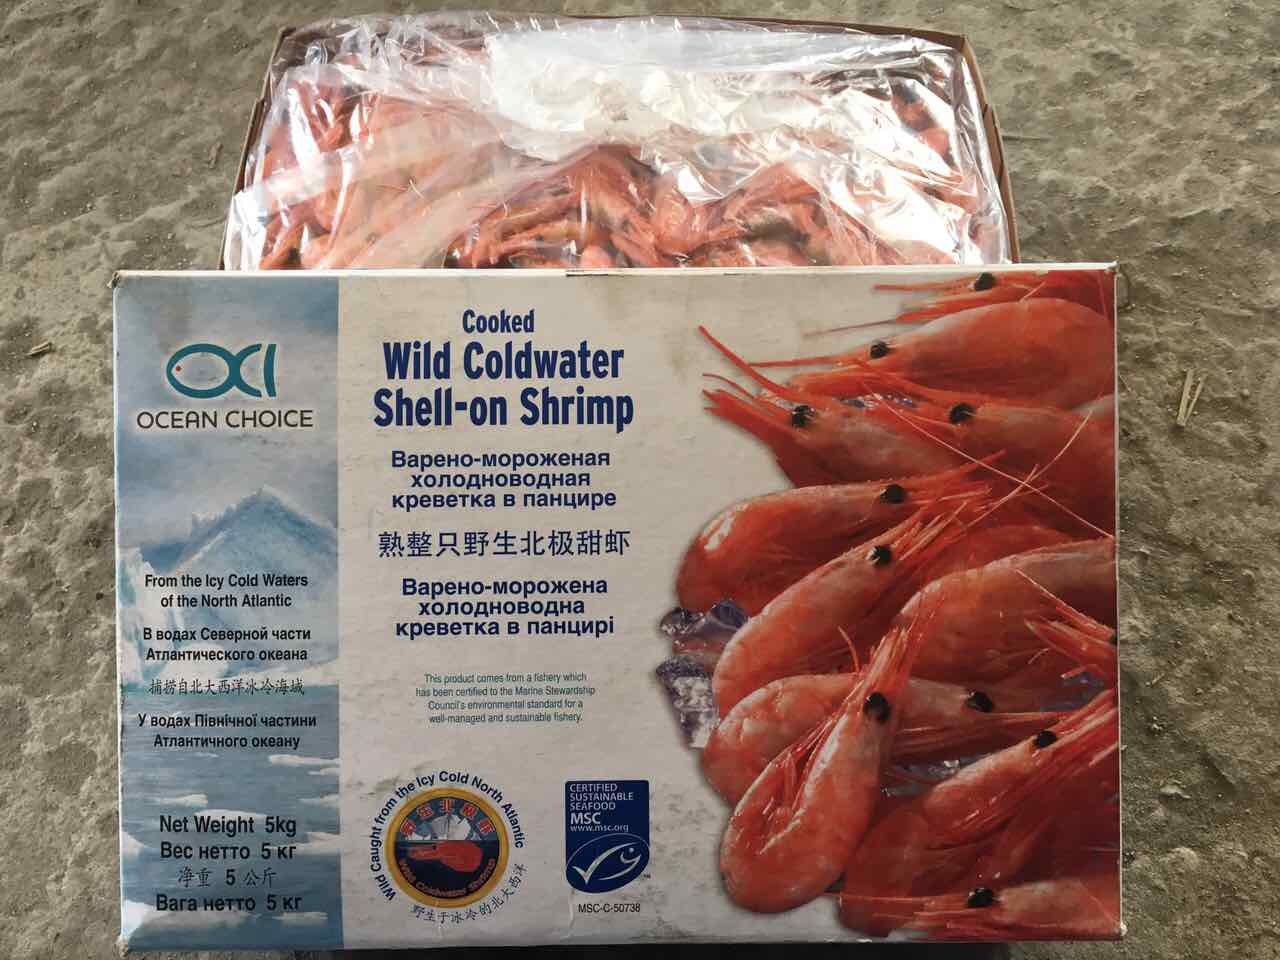 OCI
OCEAN CHOICE
From the Icy Cold Waters
of the North Atlantic
В водах Северной части
Атлантического океана
捕捞自北大西洋冰冷海域
У водах Північної частини
Атлантичного океану
Net Weight 5kg
Вес нетто 5 кг
净重 5 公斤
Вага нетто 5 кг
Cooked
Wild Coldwater
Shell-on Shrimp
Варено-мороженая
холодноводная
креветка в панцире
熟整只野生北极甜虾
Варено-морожена
холодноводна
креветка в панцирі
This product comes from a fishery which
has been certified to the Marine Stewardship
Council's environmental standard for a
well-managed and sustainable fishery.
Wild Caught from the Icy Cold North Atlantic
Wild Coldwater Shrimp
野生于冰冷的北大西洋
CERTIFIED
SUSTAINABLE
SEAFOOD
MSC
www.msc.org
TM
MSC-C-50738